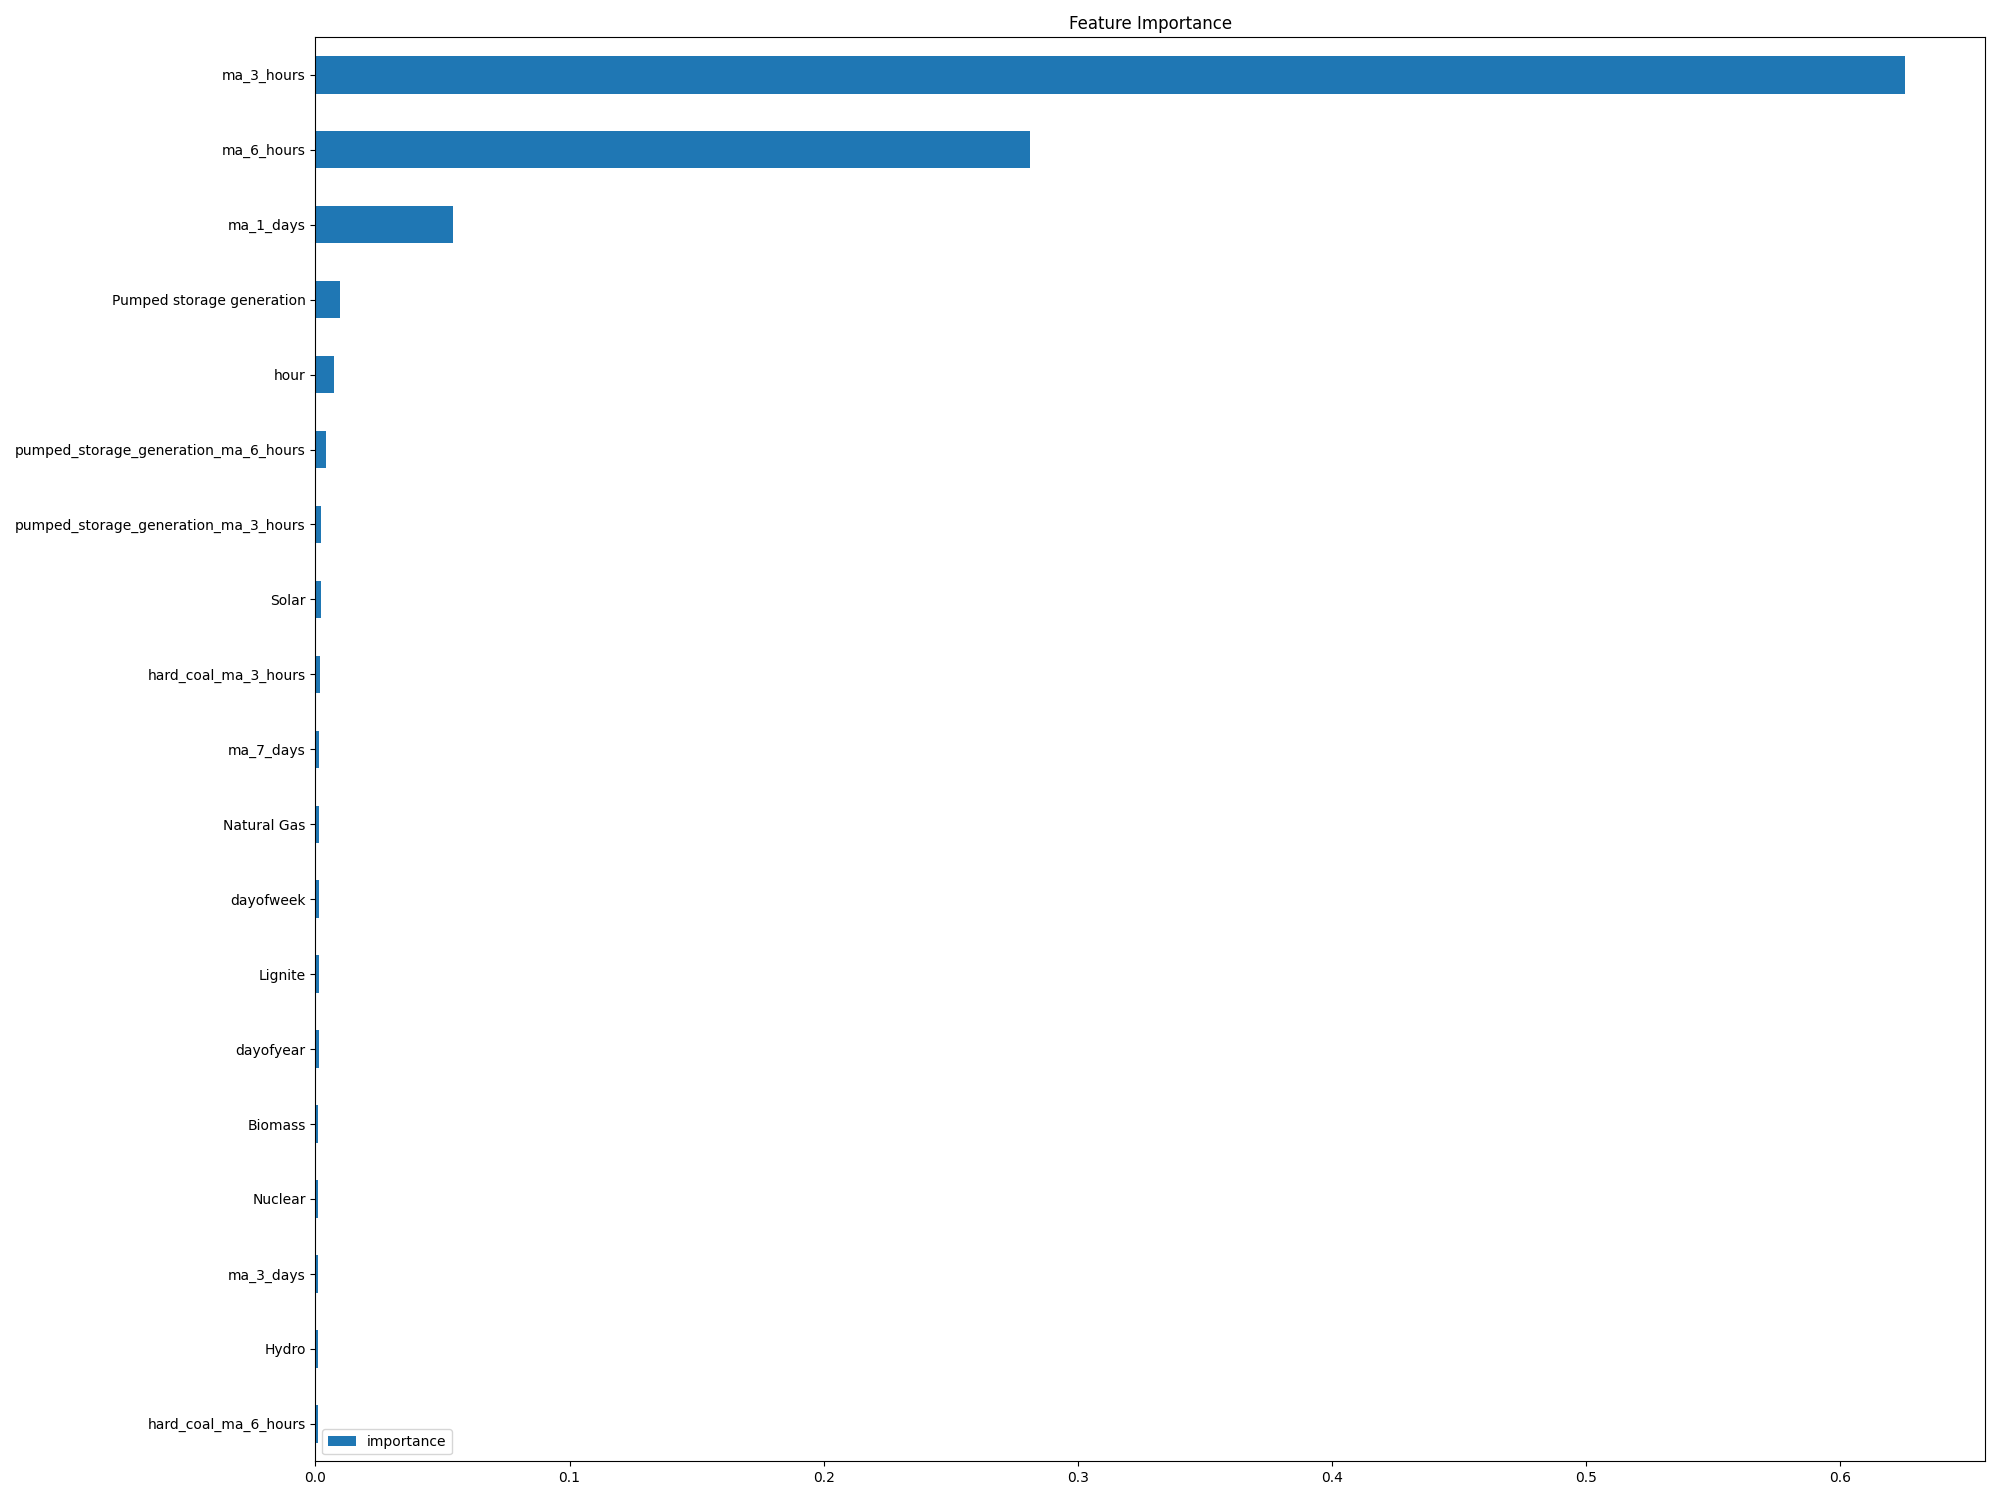 Feature Importance
ma_3_hours
ma_6_hours
ma_1_days
Pumped storage generation
hour
pumped_storage_generation_ma_6_hours
pumped_storage_generation_ma_3_hours
Solar
hard_coal_ma_3_hours
ma_7_days
Natural Gas
dayofweek
Lignite
dayofyear
Biomass
Nuclear
ma_3_days
Hydro
hard_coal_ma_6_hours
importance
0.0 0.1 0.2 0.3 0.4 0.5 0.6